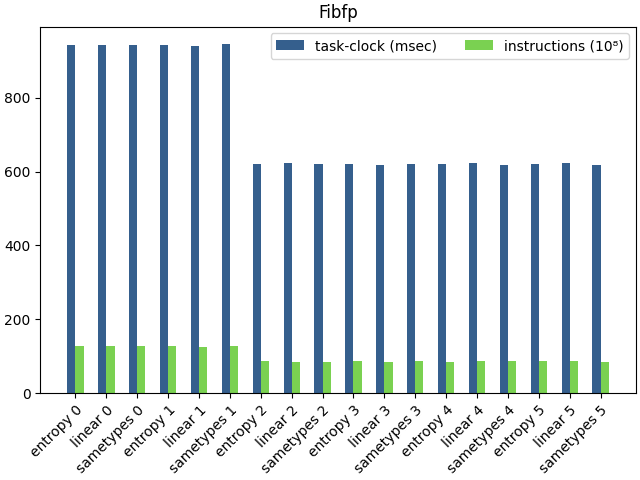 Fibfp
task-clock (msec)
instructions (10⁸)
800
600
400
200
0
entropy 0
linear 0
sametypes 0
entropy 1
linear 1
sametypes 1
entropy 2
linear 2
sametypes 2
entropy 3
linear 3
sametypes 3
entropy 4
linear 4
sametypes 4
entropy 5
linear 5
sametypes 5